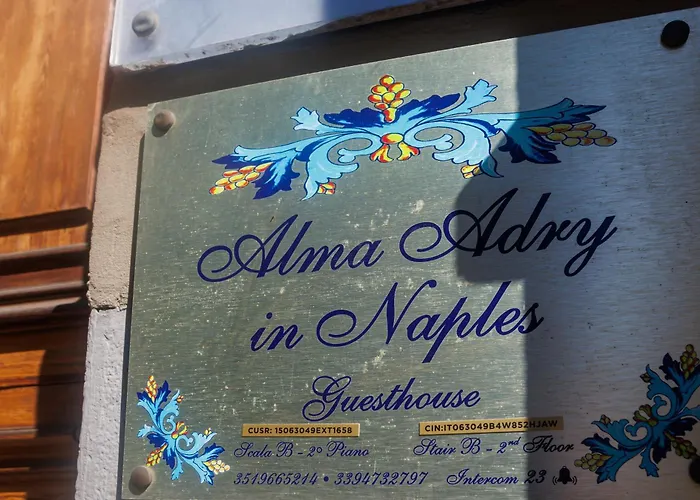 Alma Adry
in Naples
Guesthouse
CUSR: 15063049EXT1658 CIN:IT063049B4W852HJAW
Scala B - 2° Piano Stair B - 2nd Floor
3519665214 • 3394732797 Intercom 23